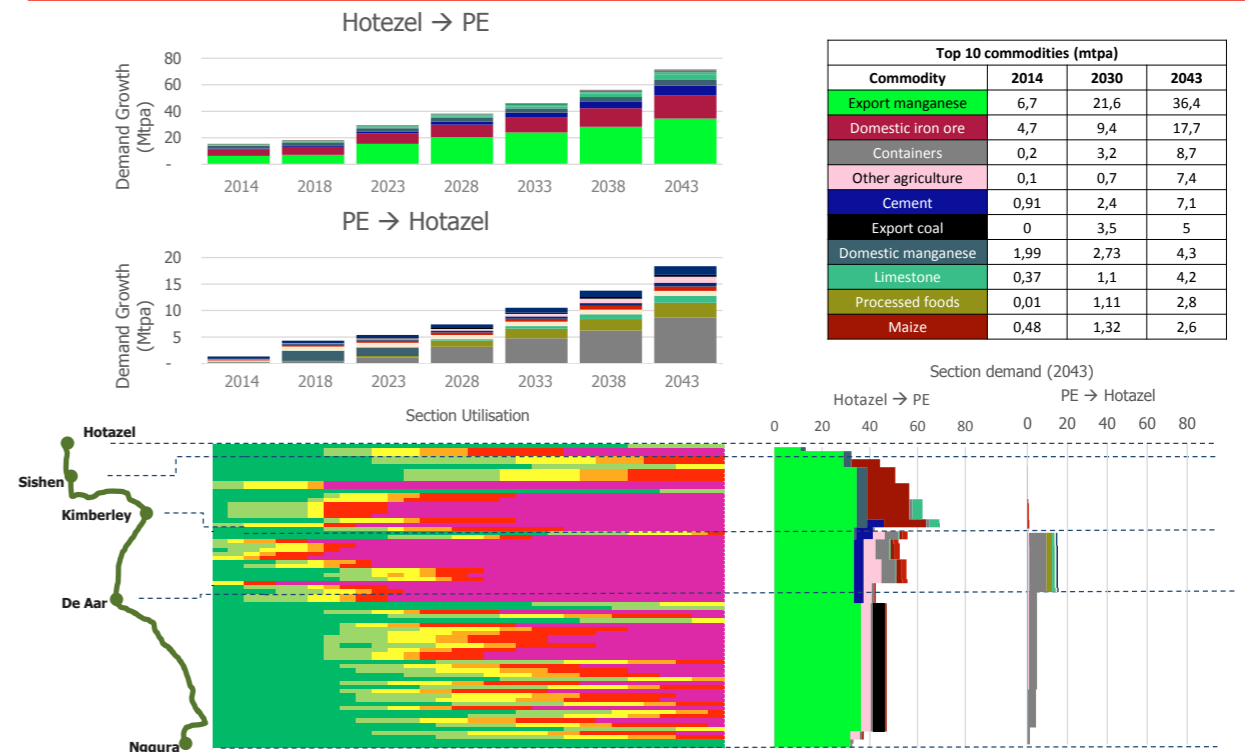 Hotezel → PE
Demand Growth
(Mtpa)
80
60
40
20
-
2014 2018 2023 2028 2033 2038 2043
PE → Hotazel
Demand Growth
(Mtpa)
20
15
10
5
-
2014 2018 2023 2028 2033 2038 2043
Top 10 commodities (mtpa)
Commodity 2014 2030 2043
Export manganese 6,7 21,6 36,4
Domestic iron ore 4,7 9,4 17,7
Containers 0,2 3,2 8,7
Other agriculture 0,1 0,7 7,4
Cement 0,91 2,4 7,1
Export coal 0 3,5 5
Domestic manganese 1,99 2,73 4,3
Limestone 0,37 1,1 4,2
Processed foods 0,01 1,11 2,8
Maize 0,48 1,32 2,6
Section Utilisation
Section demand (2043)
Hotazel → PE
PE → Hotazel
0 20 40 60 80
0 20 40 60 80
Hotazel
Sishen
Kimberley
De Aar
Ngqura